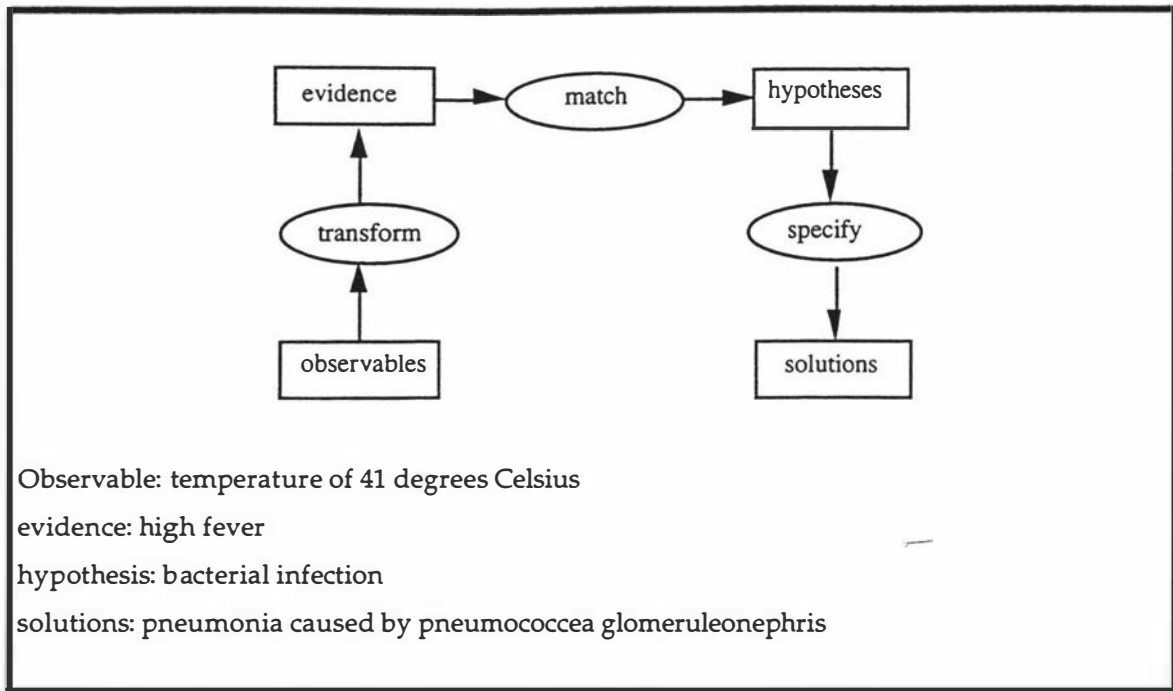 evidence
match
hypotheses
transform
specify
observables
solutions
Observable: temperature of 41 degrees Celsius
evidence: high fever
hypothesis: bacterial infection
solutions: pneumonia caused by pneumococcea glomeruleonephris